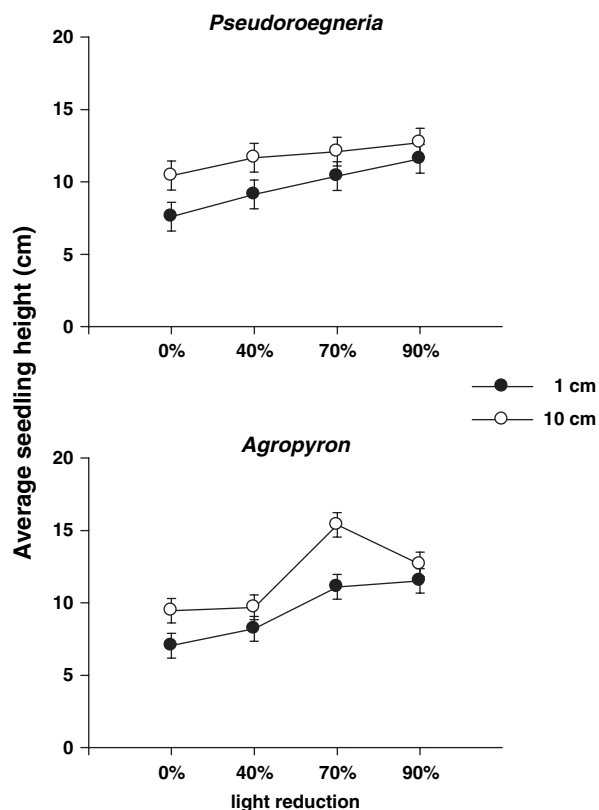 Pseudoroegneria
20
15
10
5
0
0% 40% 70% 90%
Average seedling height (cm)
1 cm
10 cm
Agropyron
20
15
10
5
0
0% 40% 70% 90%
light reduction